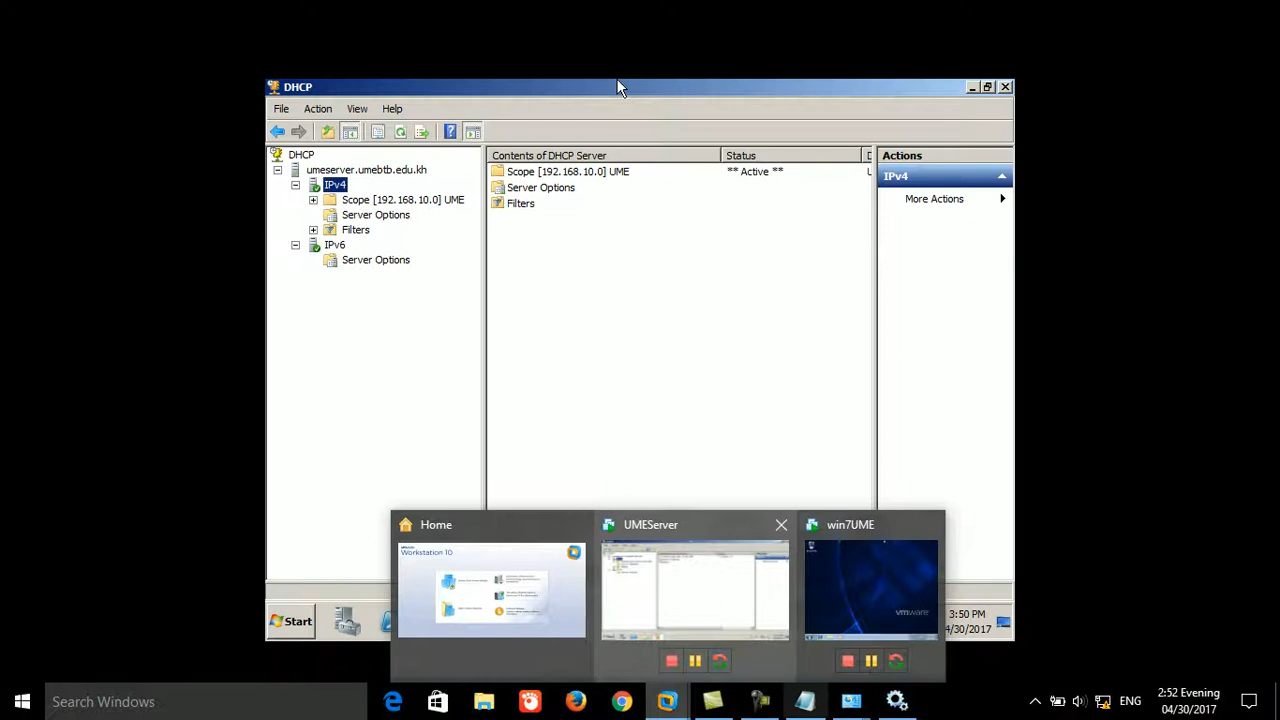 DHCP
File Action View Help
DHCP
umeserver.umebtb.edu.kh
IPv4
Scope [192.168.10.0] UME
Server Options
Filters
IPv6
Server Options
Contents of DHCP Server Status D
Scope [192.168.10.0] UME ** Active ** U
Server Options
Filters
Actions
IPv4
More Actions
Home
Workstation 10
UMEServer
win7UME
vmware
Start
3:50 PM
4/30/2017
Search Windows
ENG
2:52 Evening
04/30/2017